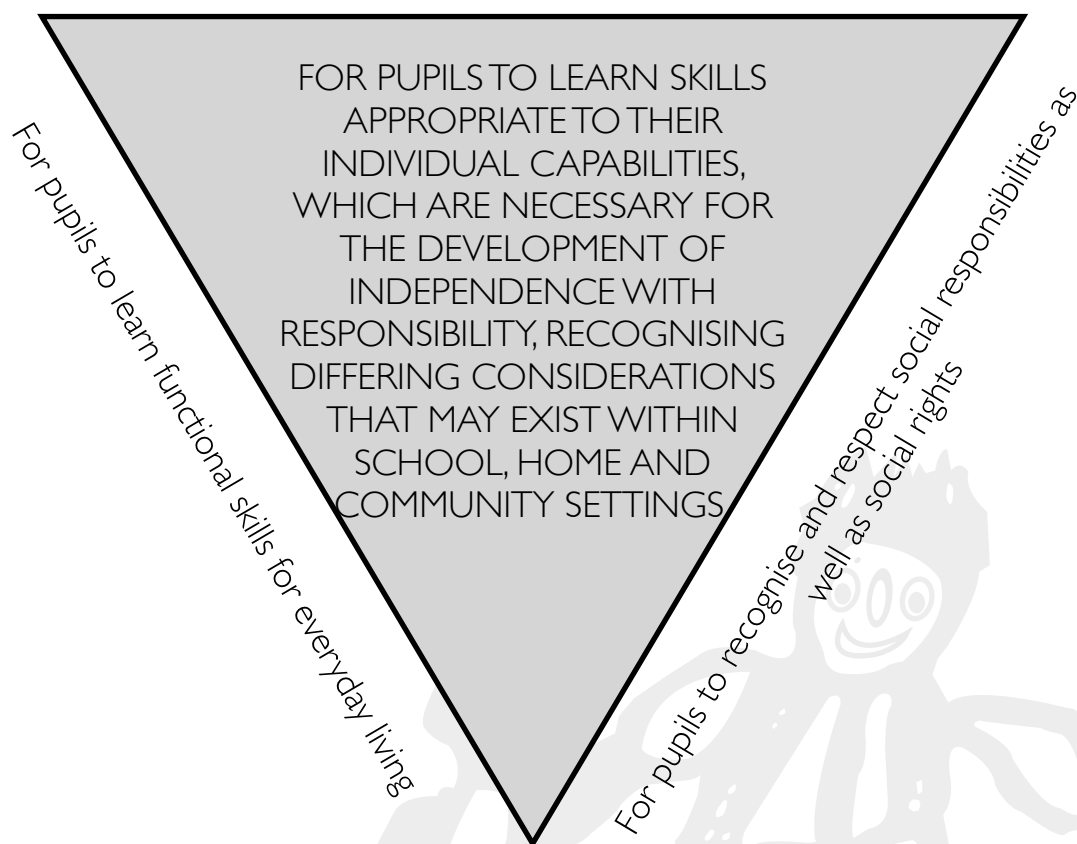 FOR PUPILS TO LEARN SKILLS
APPROPRIATE TO THEIR
INDIVIDUAL CAPABILITIES,
WHICH ARE NECESSARY FOR
THE DEVELOPMENT OF
INDEPENDENCE WITH
RESPONSIBILITY, RECOGNISING
DIFFERING CONSIDERATIONS
THAT MAY EXIST WITHIN
SCHOOL, HOME AND
COMMUNITY SETTINGS
For pupils to learn functional skills for everyday living
For pupils to recognise and respect social responsibilities as
well as social rights